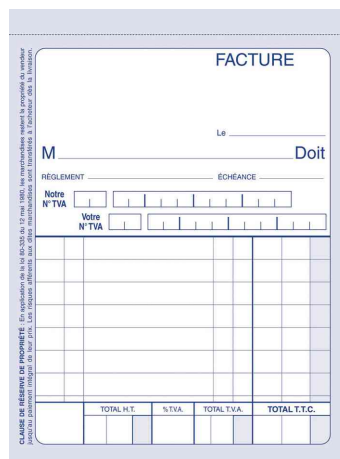 FACTURE
Le
M
Doit
RÈGLEMENT
ÉCHÉANCE
Notre
N° TVA
Votre
N° TVA
TOTAL H.T.
% T.V.A.
TOTAL T.V.A.
TOTAL T.T.C.
CLAUSE DE RÉSERVE DE PROPRIÉTÉ : En application de la loi 80-335 du 12 mai 1980, les marchandises restent la propriété du vendeur
jusqu'au paiement intégral de leur prix. Les risques afférents aux dites marchandises sont transférés à l'acheteur dès la livraison.